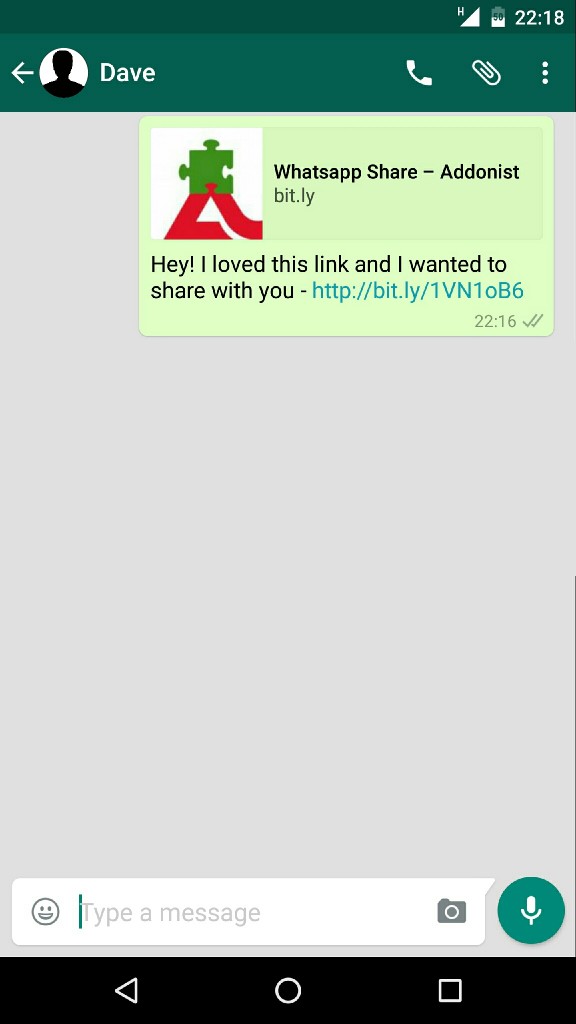 H 50 22:18
Dave
Whatsapp Share – Addonist
bit.ly
Hey! I loved this link and I wanted to
share with you - http://bit.ly/1VN1oB6
22:16
Type a message